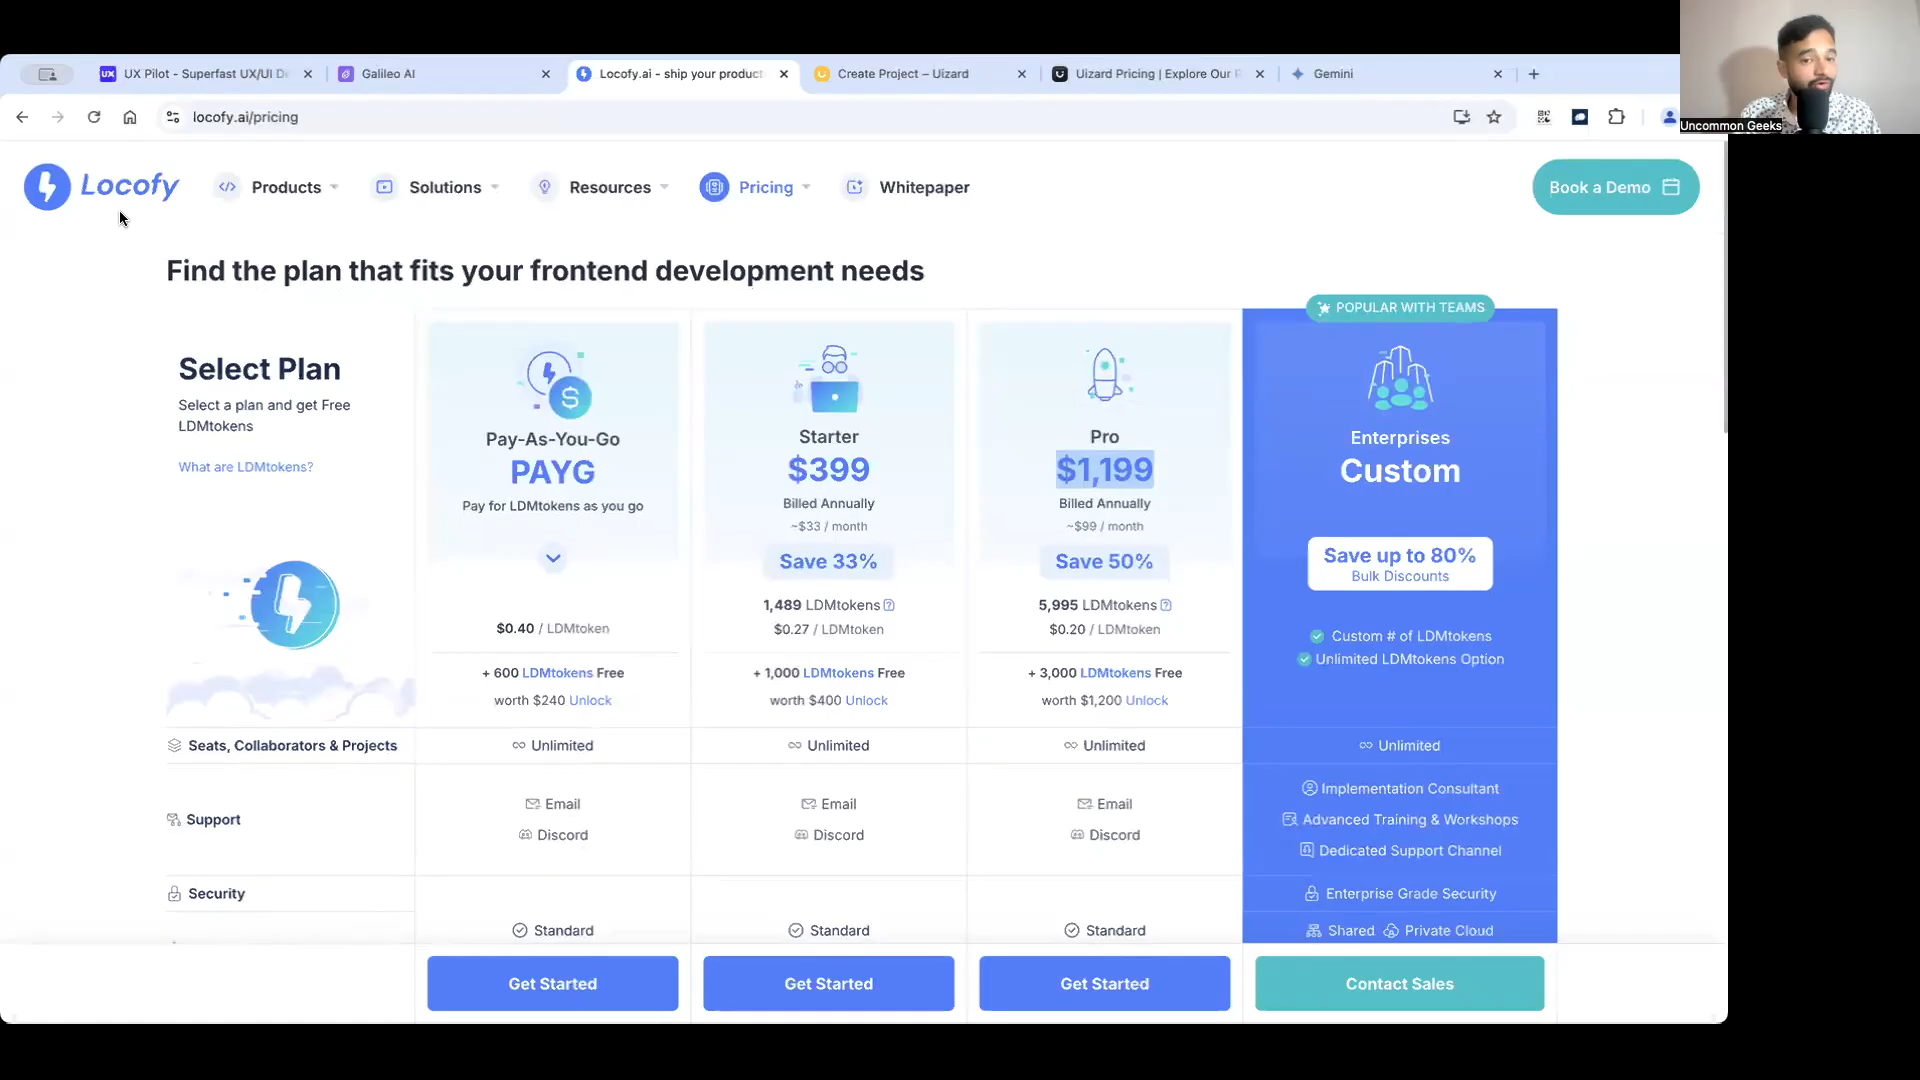 UX Pilot - Superfast UX/UI De
Galileo AI
Locofy.ai - ship your product
Create Project – Uizard
Uizard Pricing | Explore Our P
Gemini
locofy.ai/pricing
Uncommon Geeks
Locofy
Products
Solutions
Resources
Pricing
Whitepaper
Book a Demo
Find the plan that fits your frontend development needs
POPULAR WITH TEAMS
Select Plan
Select a plan and get Free
LDMtokens
What are LDMtokens?
Pay-As-You-Go
PAYG
Pay for LDMtokens as you go
$0.40 / LDMtoken
+ 600 LDMtokens Free
worth $240 Unlock
Starter
$399
Billed Annually
~$33 / month
Save 33%
1,489 LDMtokens
$0.27 / LDMtoken
+ 1,000 LDMtokens Free
worth $400 Unlock
Pro
$1,199
Billed Annually
~$99 / month
Save 50%
5,995 LDMtokens
$0.20 / LDMtoken
+ 3,000 LDMtokens Free
worth $1,200 Unlock
Enterprises
Custom
Save up to 80%
Bulk Discounts
Custom # of LDMtokens
Unlimited LDMtokens Option
Seats, Collaborators & Projects
Unlimited
Unlimited
Unlimited
Unlimited
Support
Email
Discord
Email
Discord
Email
Discord
Implementation Consultant
Advanced Training & Workshops
Dedicated Support Channel
Security
Standard
Standard
Standard
Enterprise Grade Security
Shared Private Cloud
Get Started
Get Started
Get Started
Contact Sales